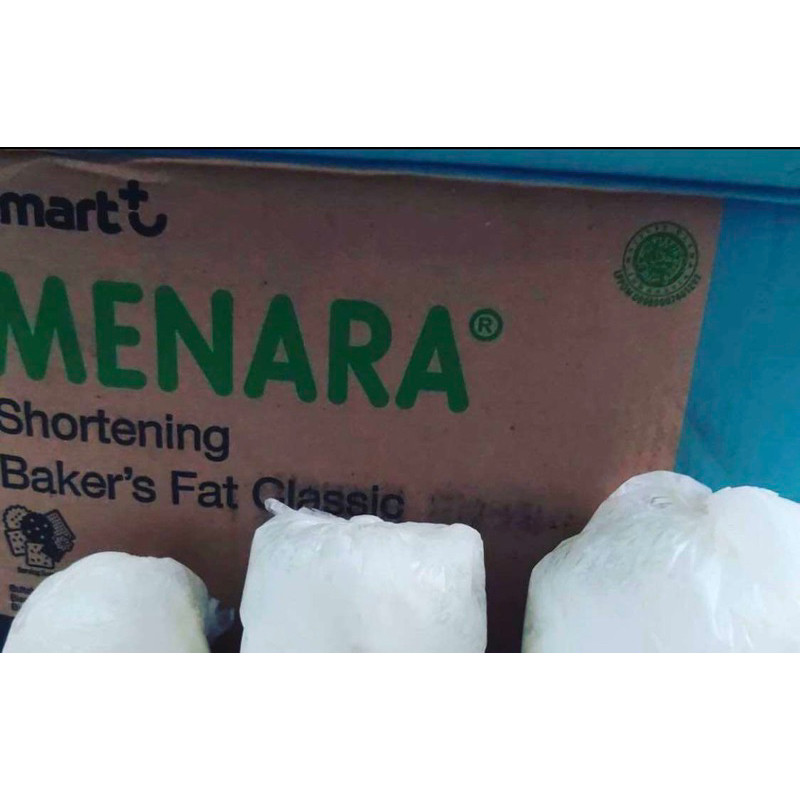 mart
MENARA®
Shortening
Baker's Fat Classic